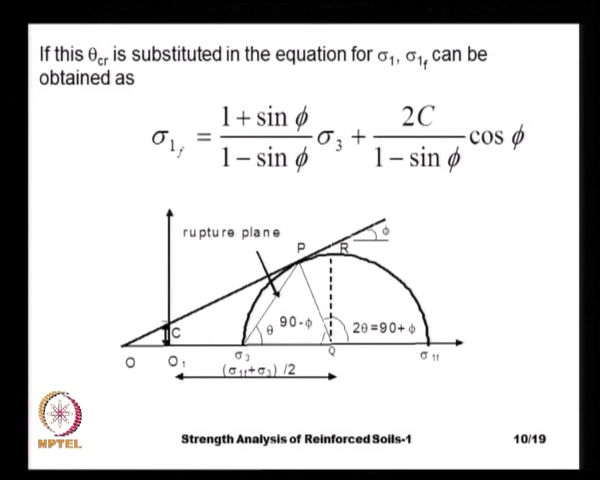 If this θcr is substituted in the equation for σ1, σ1f can be
obtained as
σ1f = (1 + sin ϕ)/(1 − sin ϕ) σ3 + 2C/(1 − sin ϕ) cos ϕ
rupture plane
P
R
ϕ
C
θ
90-ϕ
2θ=90+ϕ
O
O1
σ3
Q
σ1f
(σ1f+σ3)/2
NPTEL
Strength Analysis of Reinforced Soils-1
10/19